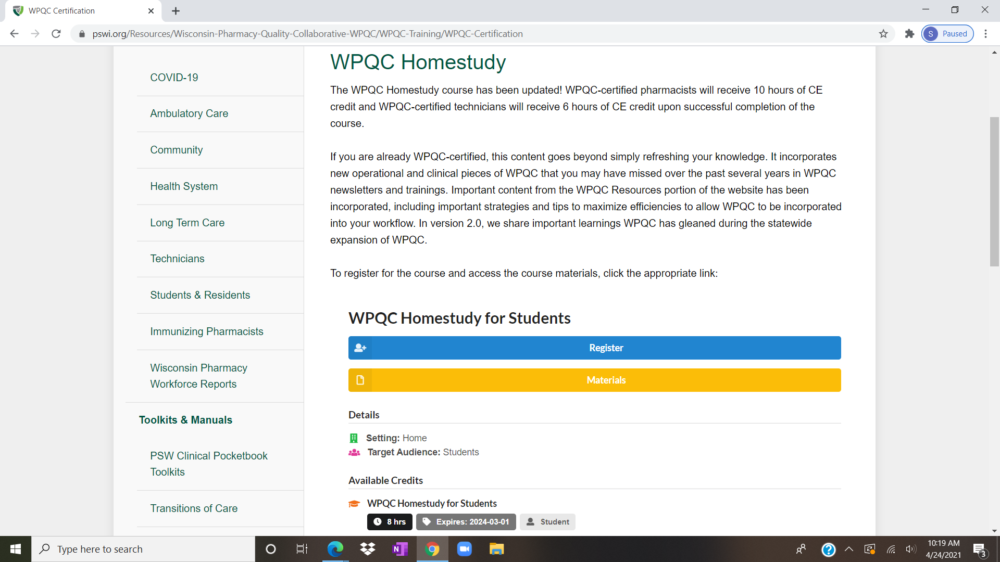 WPQC Certification
pswi.org/Resources/Wisconsin-Pharmacy-Quality-Collaborative-WPQC/WPQC-Training/WPQC-Certification
S Paused
COVID-19
Ambulatory Care
Community
Health System
Long Term Care
Technicians
Students & Residents
Immunizing Pharmacists
Wisconsin Pharmacy
Workforce Reports
Toolkits & Manuals
PSW Clinical Pocketbook
Toolkits
Transitions of Care
WPQC Homestudy
The WPQC Homestudy course has been updated! WPQC-certified pharmacists will receive 10 hours of CE
credit and WPQC-certified technicians will receive 6 hours of CE credit upon successful completion of the
course.
If you are already WPQC-certified, this content goes beyond simply refreshing your knowledge. It incorporates
new operational and clinical pieces of WPQC that you may have missed over the past several years in WPQC
newsletters and trainings. Important content from the WPQC Resources portion of the website has been
incorporated, including important strategies and tips to maximize efficiencies to allow WPQC to be incorporated
into your workflow. In version 2.0, we share important learnings WPQC has gleaned during the statewide
expansion of WPQC.
To register for the course and access the course materials, click the appropriate link:
WPQC Homestudy for Students
Register
Materials
Details
Setting: Home
Target Audience: Students
Available Credits
WPQC Homestudy for Students
8 hrs Expires: 2024-03-01 Student
Type here to search
N
10:19 AM
4/24/2021
3